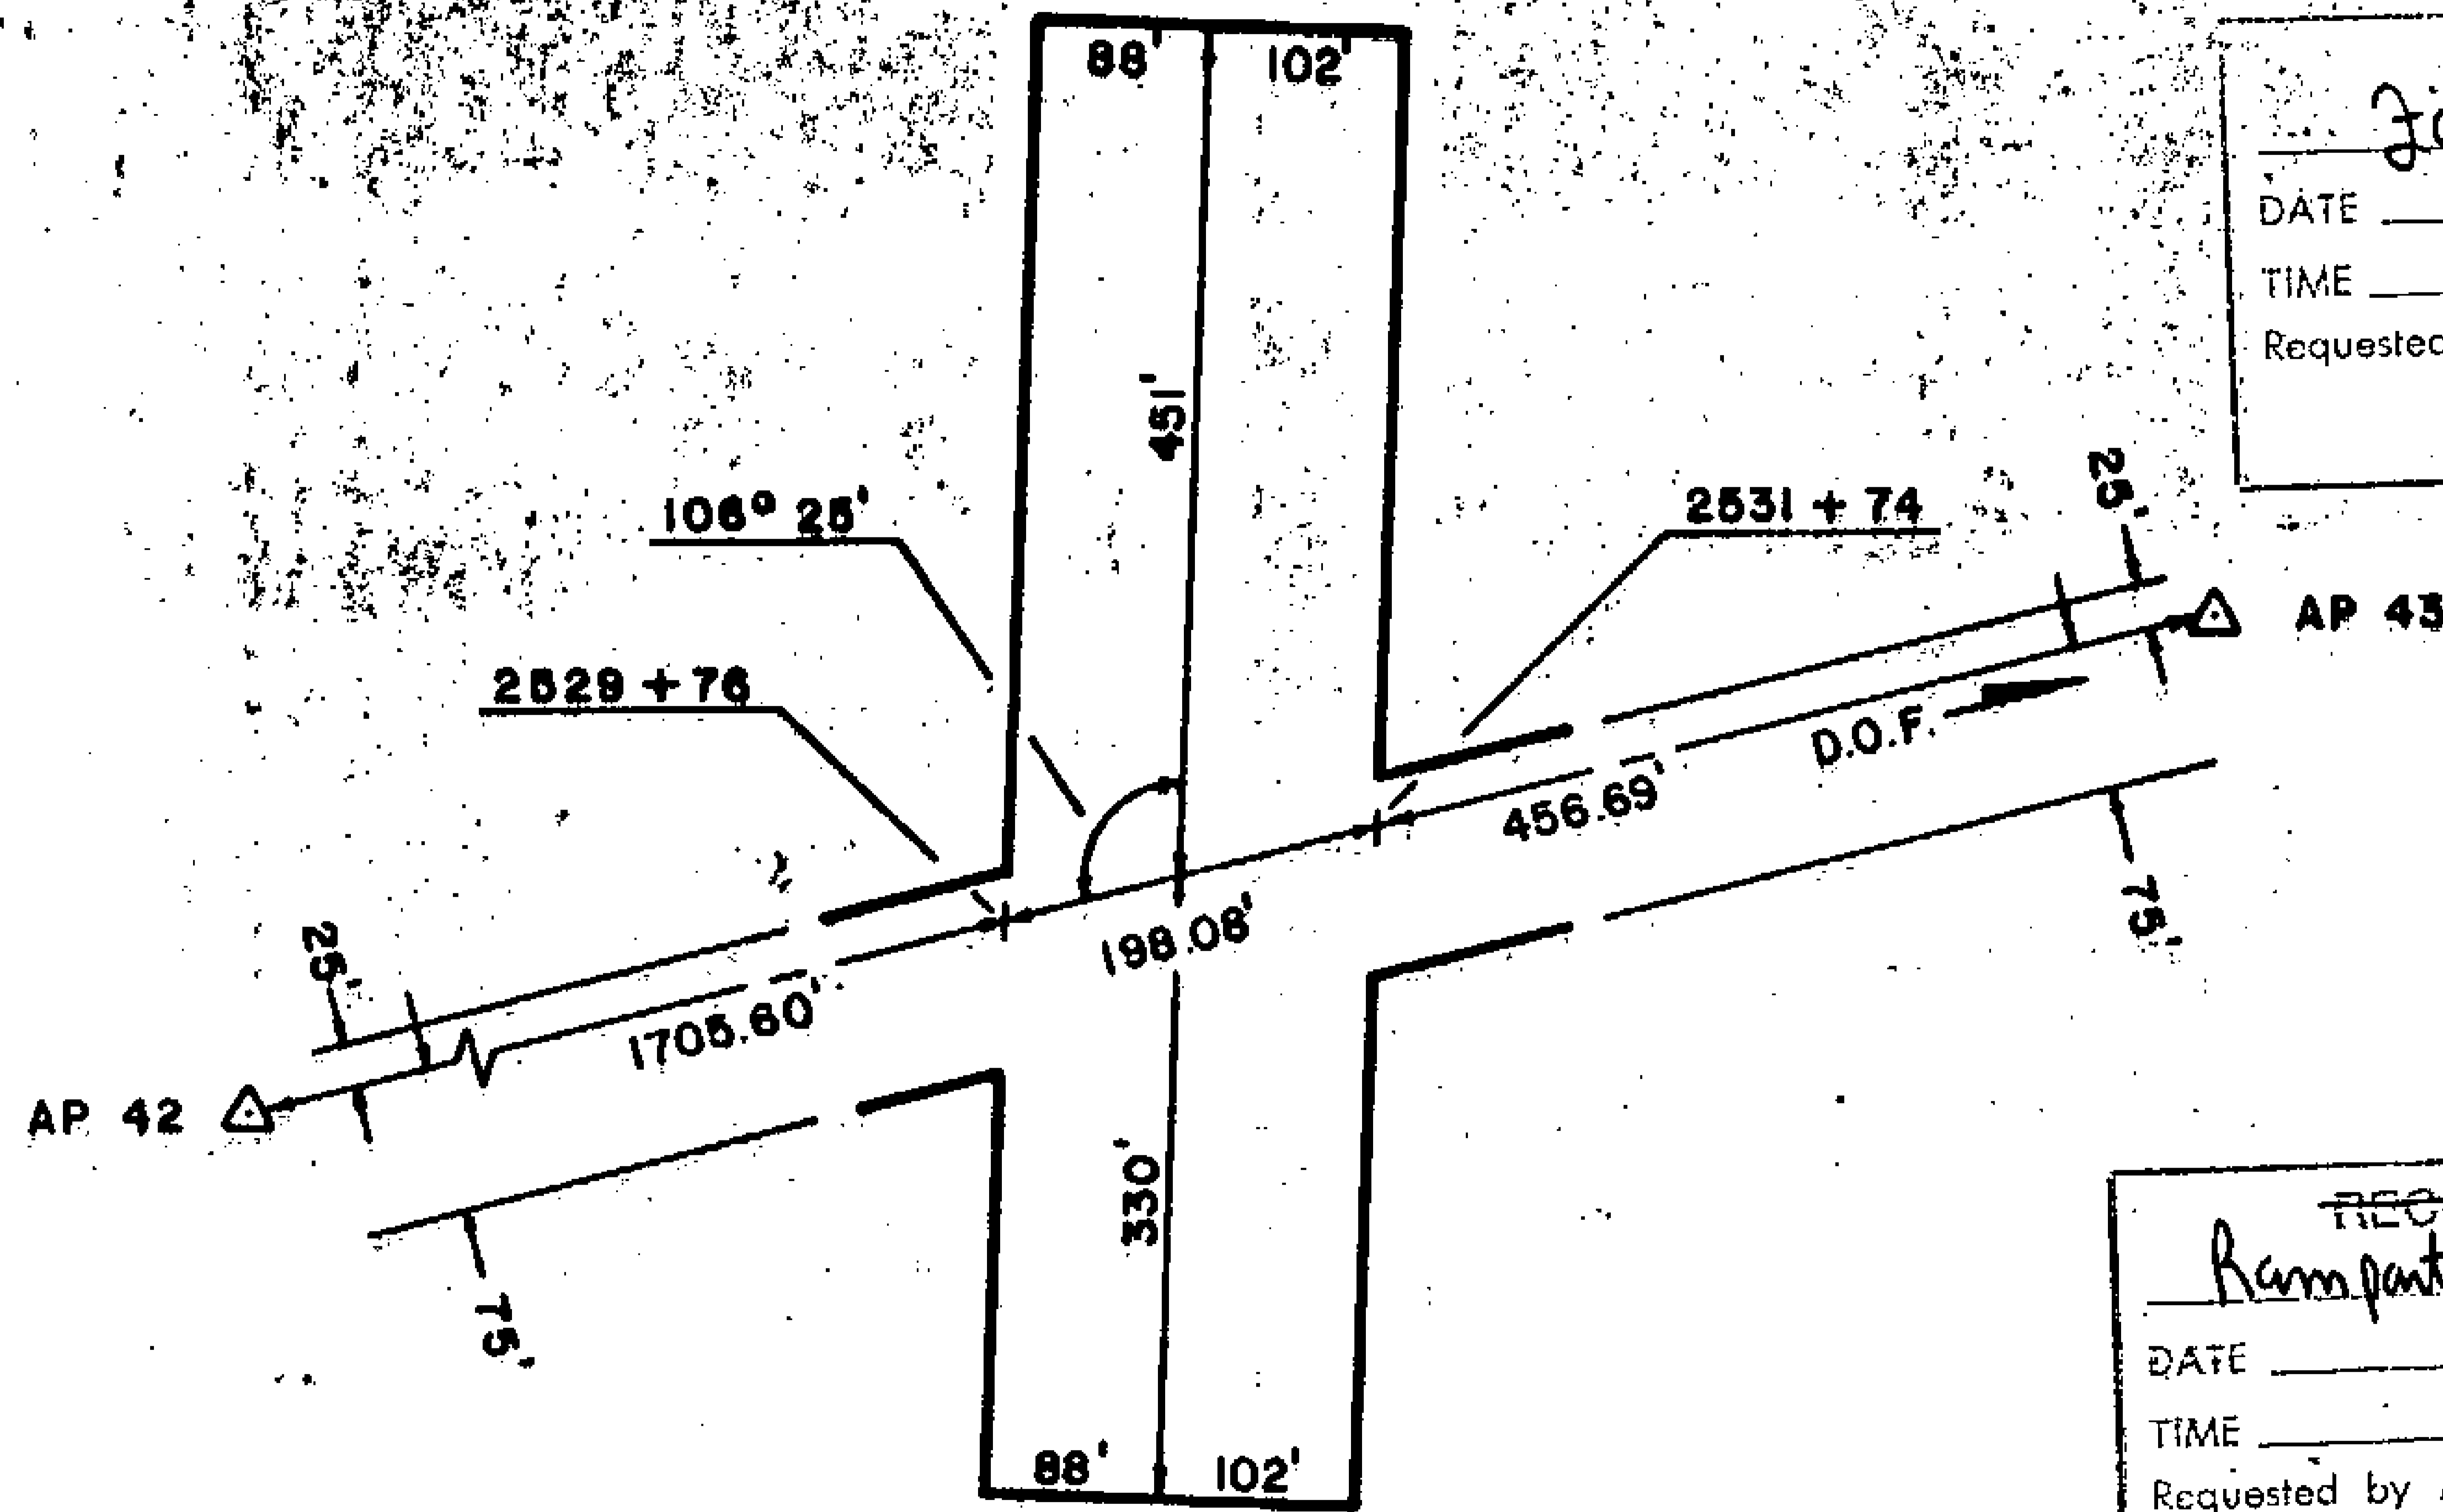 88' 102'
DATE
TIME
Requested
451'
106° 25'
2531 + 74
25'
AP 43
2529 + 76
D.O.F.
456.69'
198.08'
75'
25'
1705.60'
AP 42
330'
75'
Rampart
DATE
TIME
88' 102'
Requested by